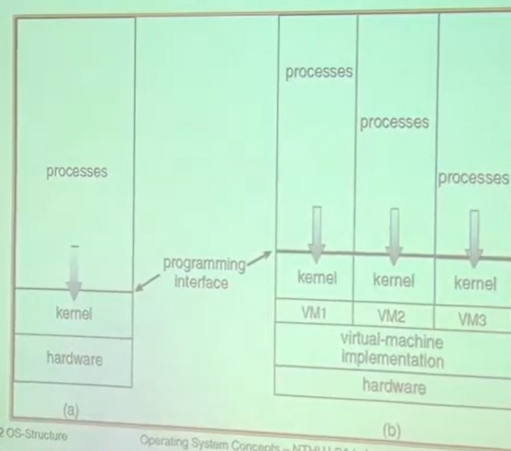 processes
kernel
hardware
(a)
programming
interface
processes
processes
processes
kernel
kernel
kernel
VM1
VM2
VM3
virtual-machine
implementation
hardware
(b)
2 OS-Structure
Operating System Concepts – NTHU